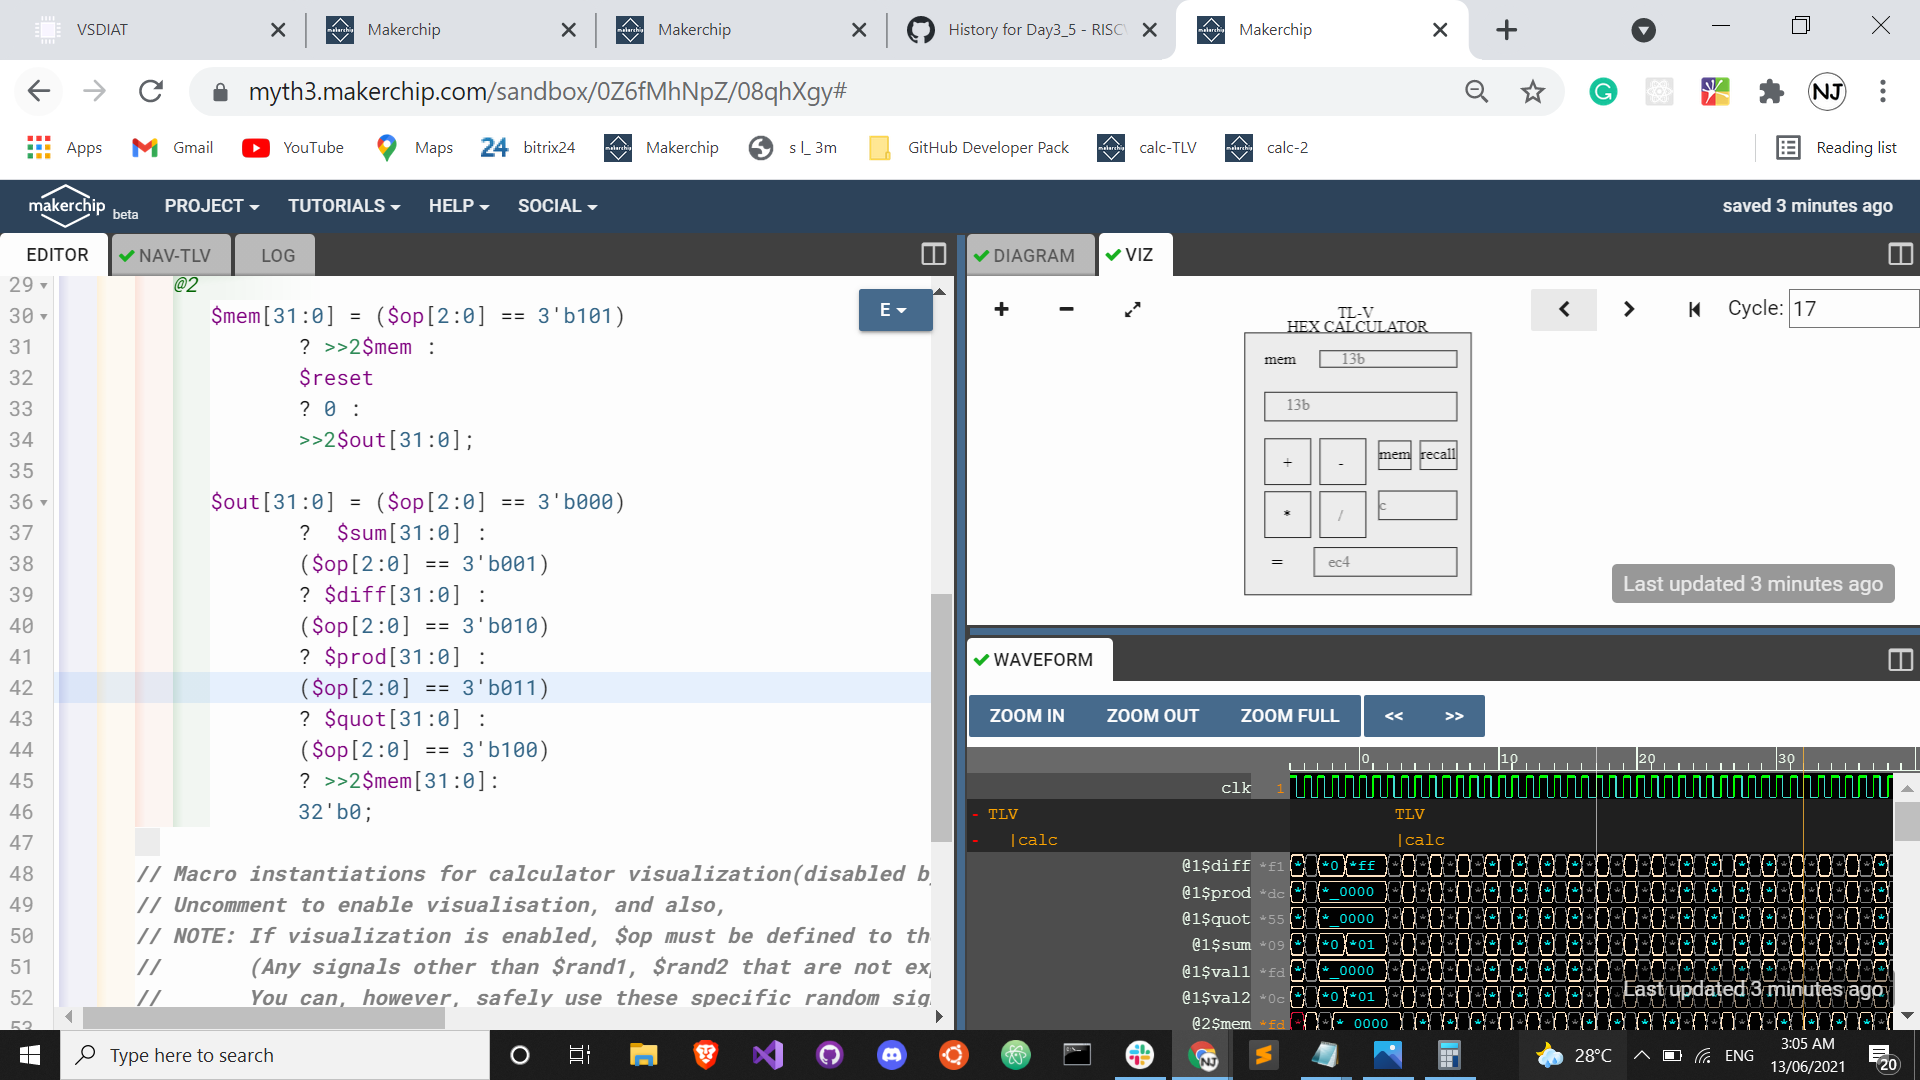 VSDIAT
Makerchip
Makerchip
History for Day3_5 - RISC
Makerchip
myth3.makerchip.com/sandbox/0Z6fMhNpZ/08qhXgy#
NJ
Apps
Gmail
YouTube
Maps
24 bitrix24
Makerchip
s l_ 3m
GitHub Developer Pack
calc-TLV
calc-2
Reading list
makerchip beta
PROJECT
TUTORIALS
HELP
SOCIAL
saved 3 minutes ago
EDITOR
NAV-TLV
LOG
29 @2
30 $mem[31:0] = ($op[2:0] == 3'b101)
31 ? >>2$mem :
32 $reset
33 ? 0 :
34 >>2$out[31:0];
35
36 $out[31:0] = ($op[2:0] == 3'b000)
37 ?  $sum[31:0] :
38 ($op[2:0] == 3'b001)
39 ? $diff[31:0] :
40 ($op[2:0] == 3'b010)
41 ? $prod[31:0] :
42 ($op[2:0] == 3'b011)
43 ? $quot[31:0] :
44 ($op[2:0] == 3'b100)
45 ? >>2$mem[31:0]:
46 32'b0;
47
48 // Macro instantiations for calculator visualization(disabled b
49 // Uncomment to enable visualisation, and also,
50 // NOTE: If visualization is enabled, $op must be defined to th
51 // (Any signals other than $rand1, $rand2 that are not ex
52 // You can, however, safely use these specific random sig
53
E
DIAGRAM
VIZ
Cycle: 17
TL-V
HEX CALCULATOR
mem 13b
13b
+ - mem recall
* / c
= ec4
Last updated 3 minutes ago
WAVEFORM
ZOOM IN
ZOOM OUT
ZOOM FULL
<<
>>
0 10 20 30
clk 1
- TLV TLV
- |calc |calc
@1$diff *f1 *0 *ff
@1$prod *dc *_0000
@1$quot *55 *_0000
@1$sum *09 *0 *01
@1$val1 *fd *_0000
@1$val2 *0c *0 *01
Last updated 3 minutes ago
@2$mem *fd *_0000
Type here to search
28°C
ENG
3:05 AM
13/06/2021
20